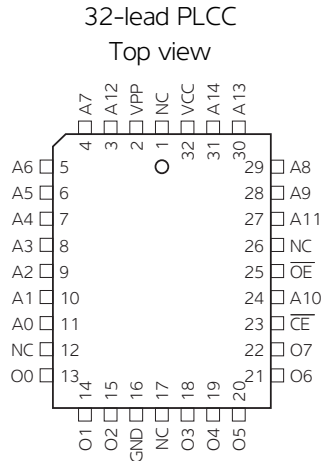 32-lead PLCC
Top view
A7 A12 VPP NC VCC A14 A13
4 3 2 1 32 31 30
A6 5 29 A8
A5 6 28 A9
A4 7 27 A11
A3 8 26 NC
A2 9 25 OE
A1 10 24 A10
A0 11 23 CE
NC 12 22 O7
O0 13 21 O6
14 15 16 17 18 19 20
O1 O2 GND NC O3 O4 O5